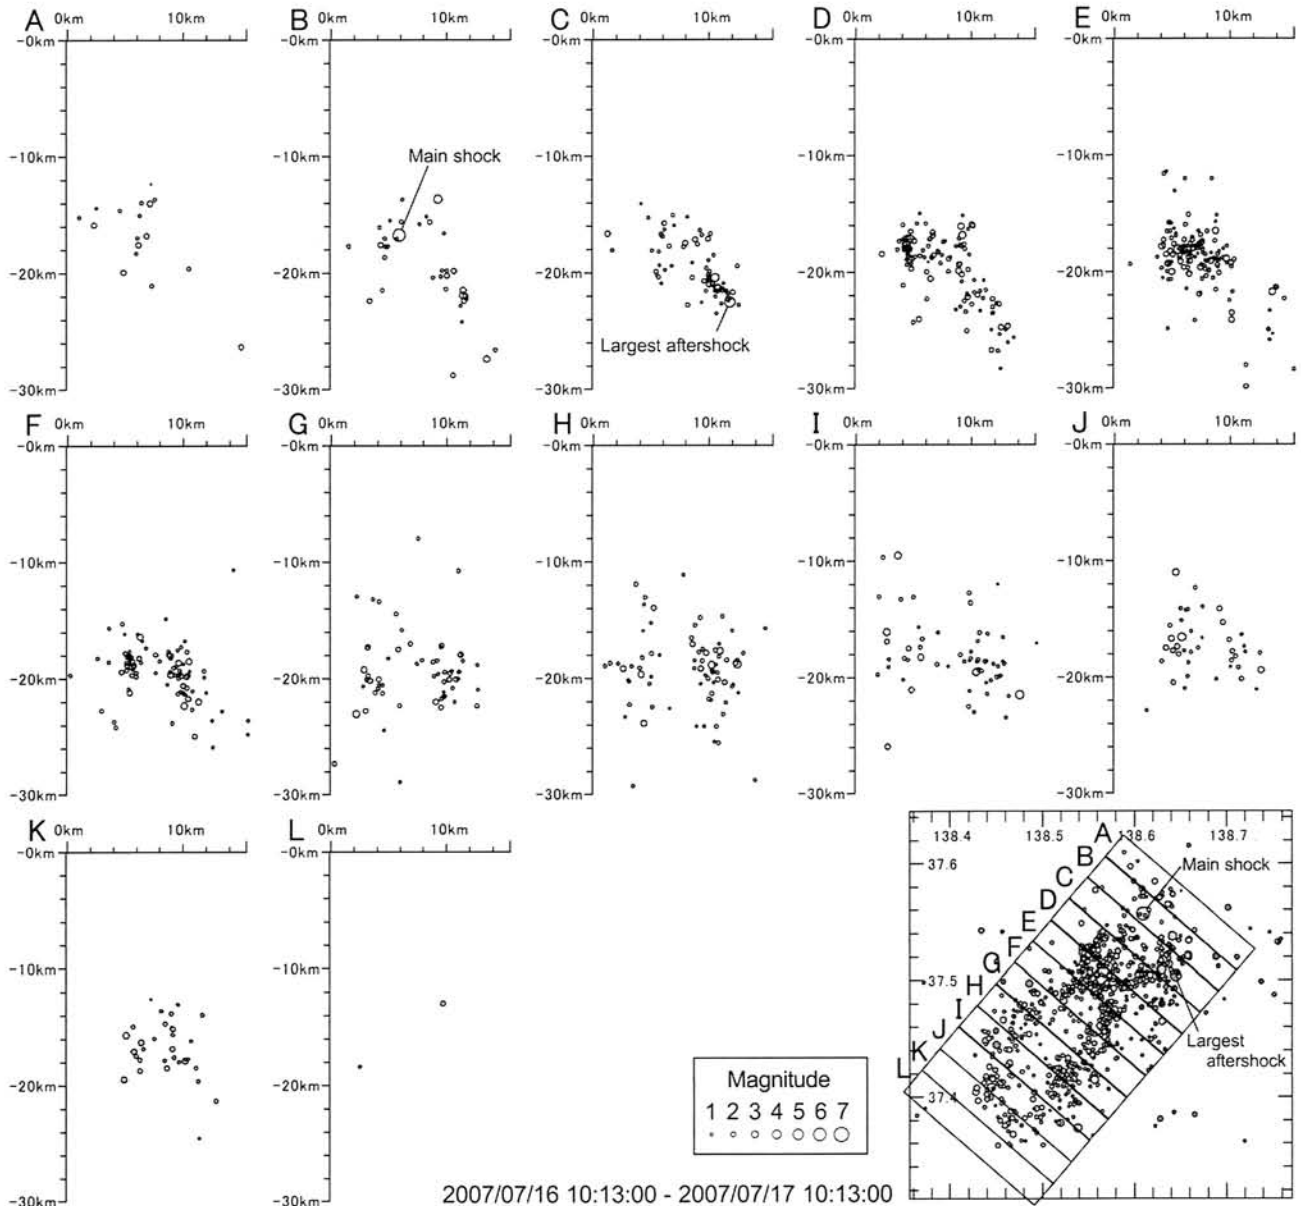 A 0km 10km
B 0km 10km
C 0km 10km
D 0km 10km
E 0km 10km
-0km
-10km
-20km
-30km
-0km
-10km
-20km
-30km
Main shock
-0km
-10km
-20km
-30km
Largest aftershock
-0km
-10km
-20km
-30km
-0km
-10km
-20km
-30km
F 0km 10km
G 0km 10km
H 0km 10km
I 0km 10km
J 0km 10km
-0km
-10km
-20km
-30km
-0km
-10km
-20km
-30km
-0km
-10km
-20km
-30km
-0km
-10km
-20km
-30km
-0km
-10km
-20km
-30km
K 0km 10km
L 0km 10km
-0km
-10km
-20km
-30km
-0km
-10km
-20km
-30km
Magnitude
1 2 3 4 5 6 7
2007/07/16 10:13:00 - 2007/07/17 10:13:00
138.4 138.5 138.6 138.7
37.6
37.5
37.4
A
B
C
D
E
F
G
H
I
J
K
L
Main shock
Largest
aftershock